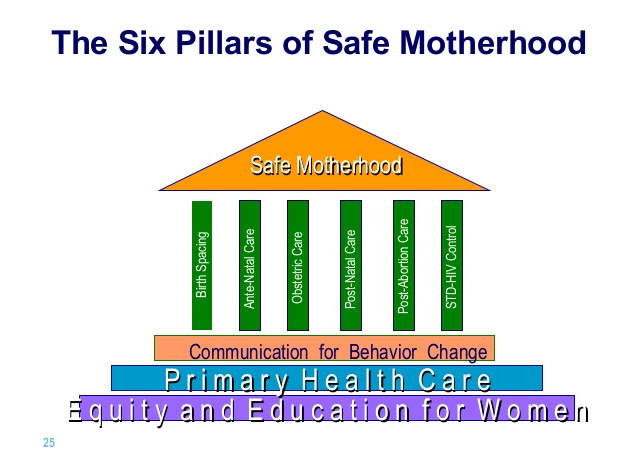 The Six Pillars of Safe Motherhood
Safe Motherhood
Birth Spacing
Ante-Natal Care
Obstetric Care
Post-Natal Care
Post-Abortion Care
STD-HIV Control
Communication for Behavior Change
Primary Health Care
Equity and Education for Women
25